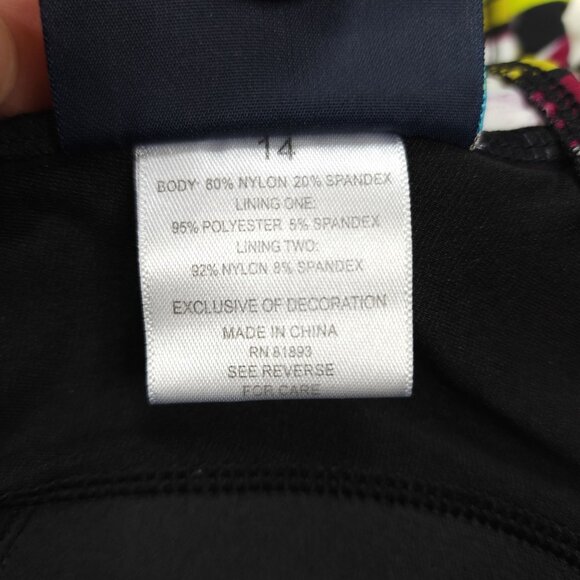 14
BODY: 80% NYLON 20% SPANDEX
LINING ONE:
95% POLYESTER 5% SPANDEX
LINING TWO:
92% NYLON 8% SPANDEX
EXCLUSIVE OF DECORATION
MADE IN CHINA
RN 81893
SEE REVERSE
FOR CARE